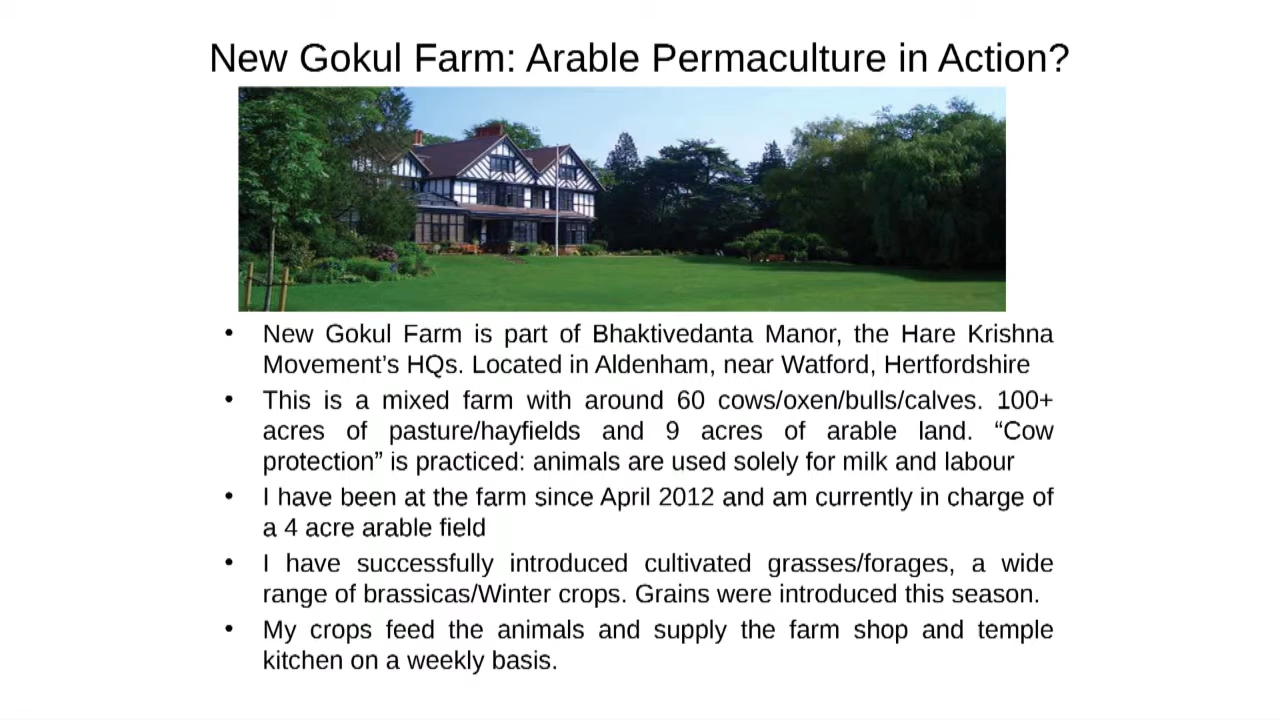 New Gokul Farm: Arable Permaculture in Action?
• New Gokul Farm is part of Bhaktivedanta Manor, the Hare Krishna
Movement’s HQs. Located in Aldenham, near Watford, Hertfordshire
• This is a mixed farm with around 60 cows/oxen/bulls/calves. 100+
acres of pasture/hayfields and 9 acres of arable land. “Cow
protection” is practiced: animals are used solely for milk and labour
• I have been at the farm since April 2012 and am currently in charge of
a 4 acre arable field
• I have successfully introduced cultivated grasses/forages, a wide
range of brassicas/Winter crops. Grains were introduced this season.
• My crops feed the animals and supply the farm shop and temple
kitchen on a weekly basis.